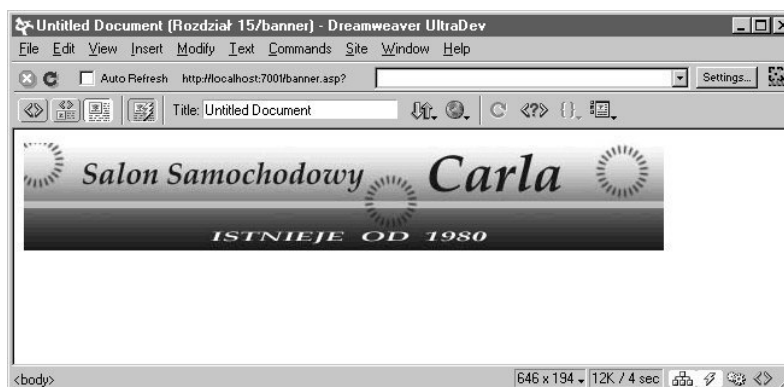 Untitled Document (Rozdział 15/banner) - Dreamweaver UltraDev
File Edit View Insert Modify Text Commands Site Window Help
Auto Refresh http://localhost:7001/banner.asp? Settings...
Title: Untitled Document
Salon Samochodowy Carla
ISTNIEJE OD 1980
<body> 646 x 194 12K / 4 sec